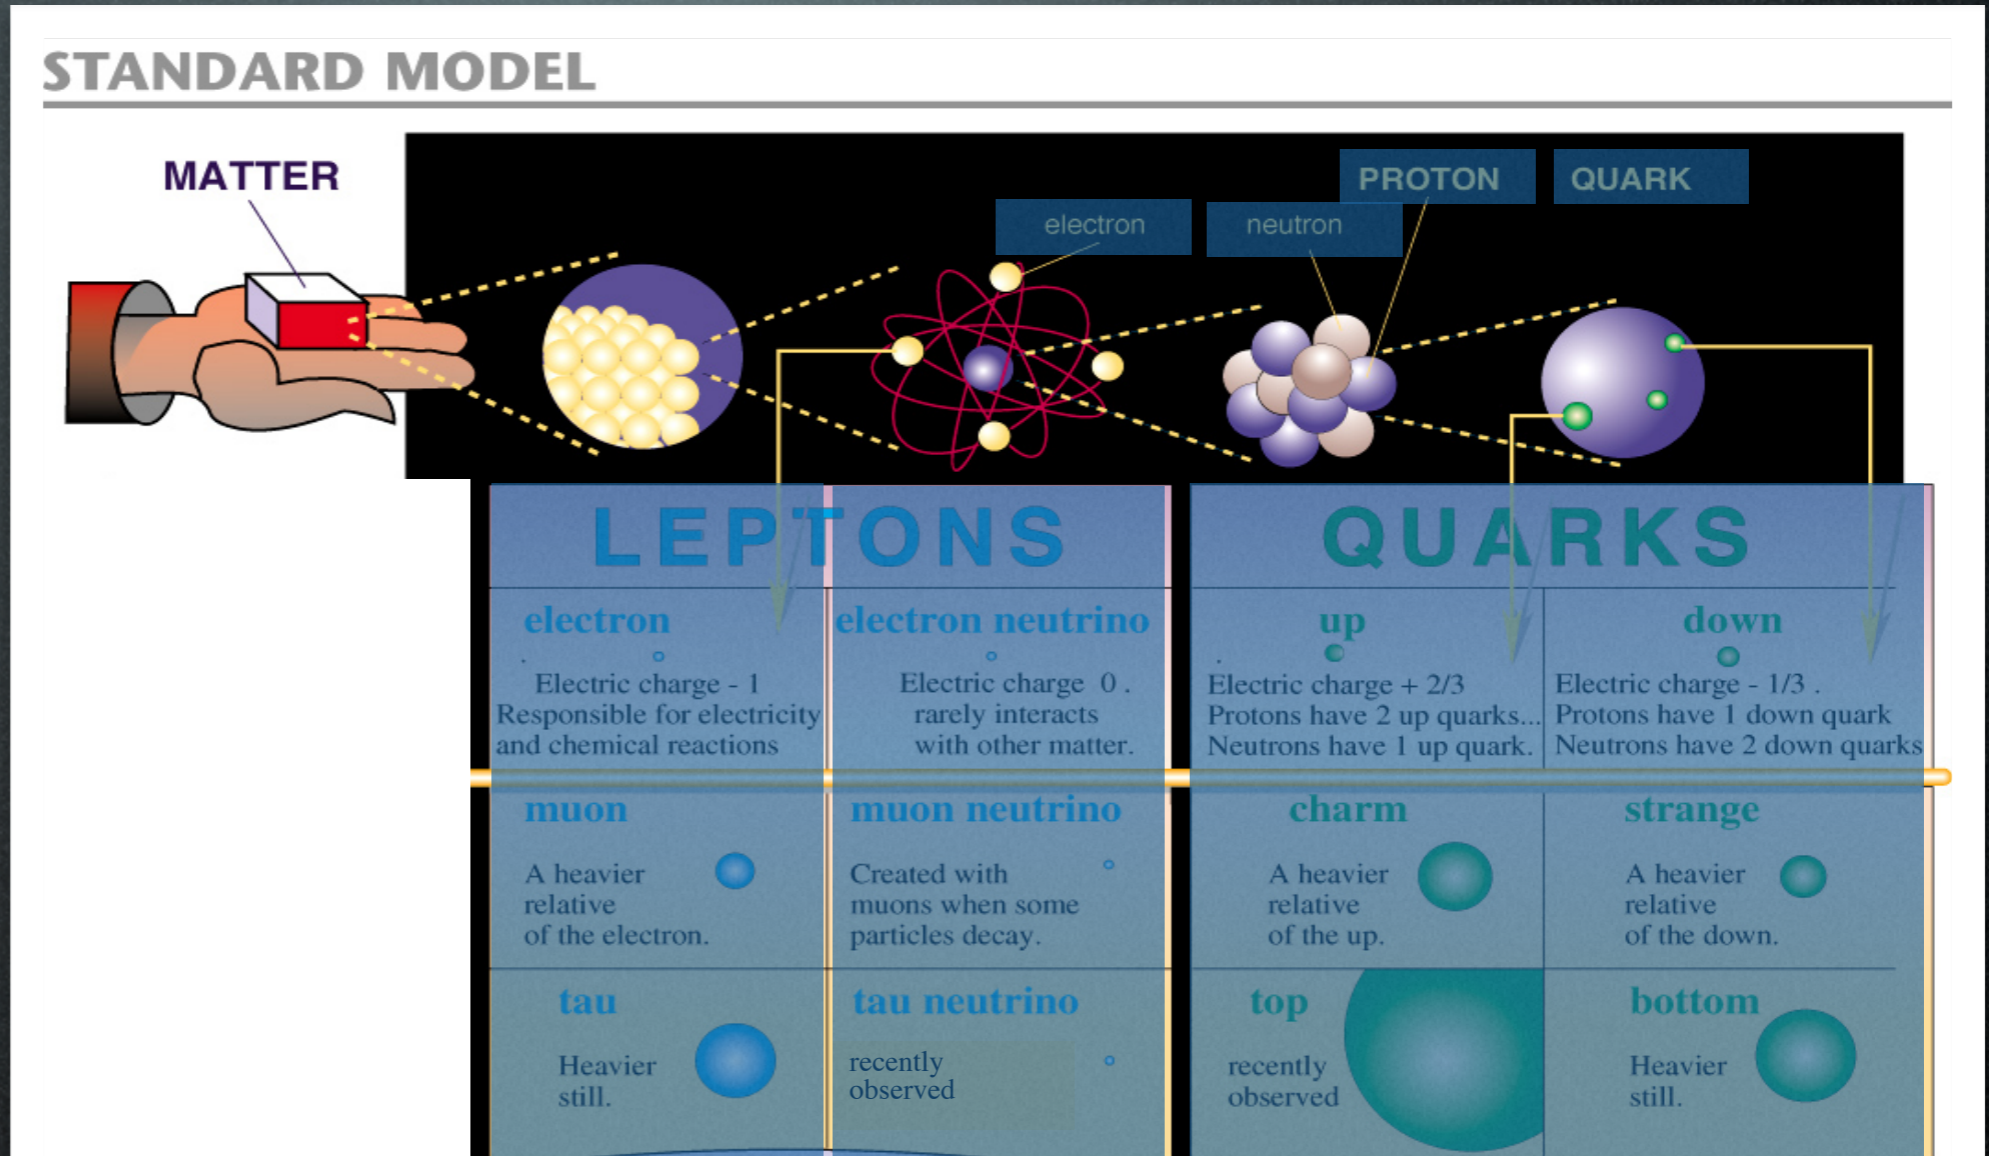 STANDARD MODEL
MATTER
PROTON
QUARK
electron
neutron
LEPTONS
QUARKS
electron
Electric charge - 1
Responsible for electricity
and chemical reactions
electron neutrino
Electric charge 0 .
rarely interacts
with other matter.
up
Electric charge + 2/3
Protons have 2 up quarks...
Neutrons have 1 up quark.
down
Electric charge - 1/3 .
Protons have 1 down quark
Neutrons have 2 down quarks
muon
A heavier
relative
of the electron.
muon neutrino
Created with
muons when some
particles decay.
charm
A heavier
relative
of the up.
strange
A heavier
relative
of the down.
tau
Heavier
still.
tau neutrino
recently
observed
top
recently
observed
bottom
Heavier
still.